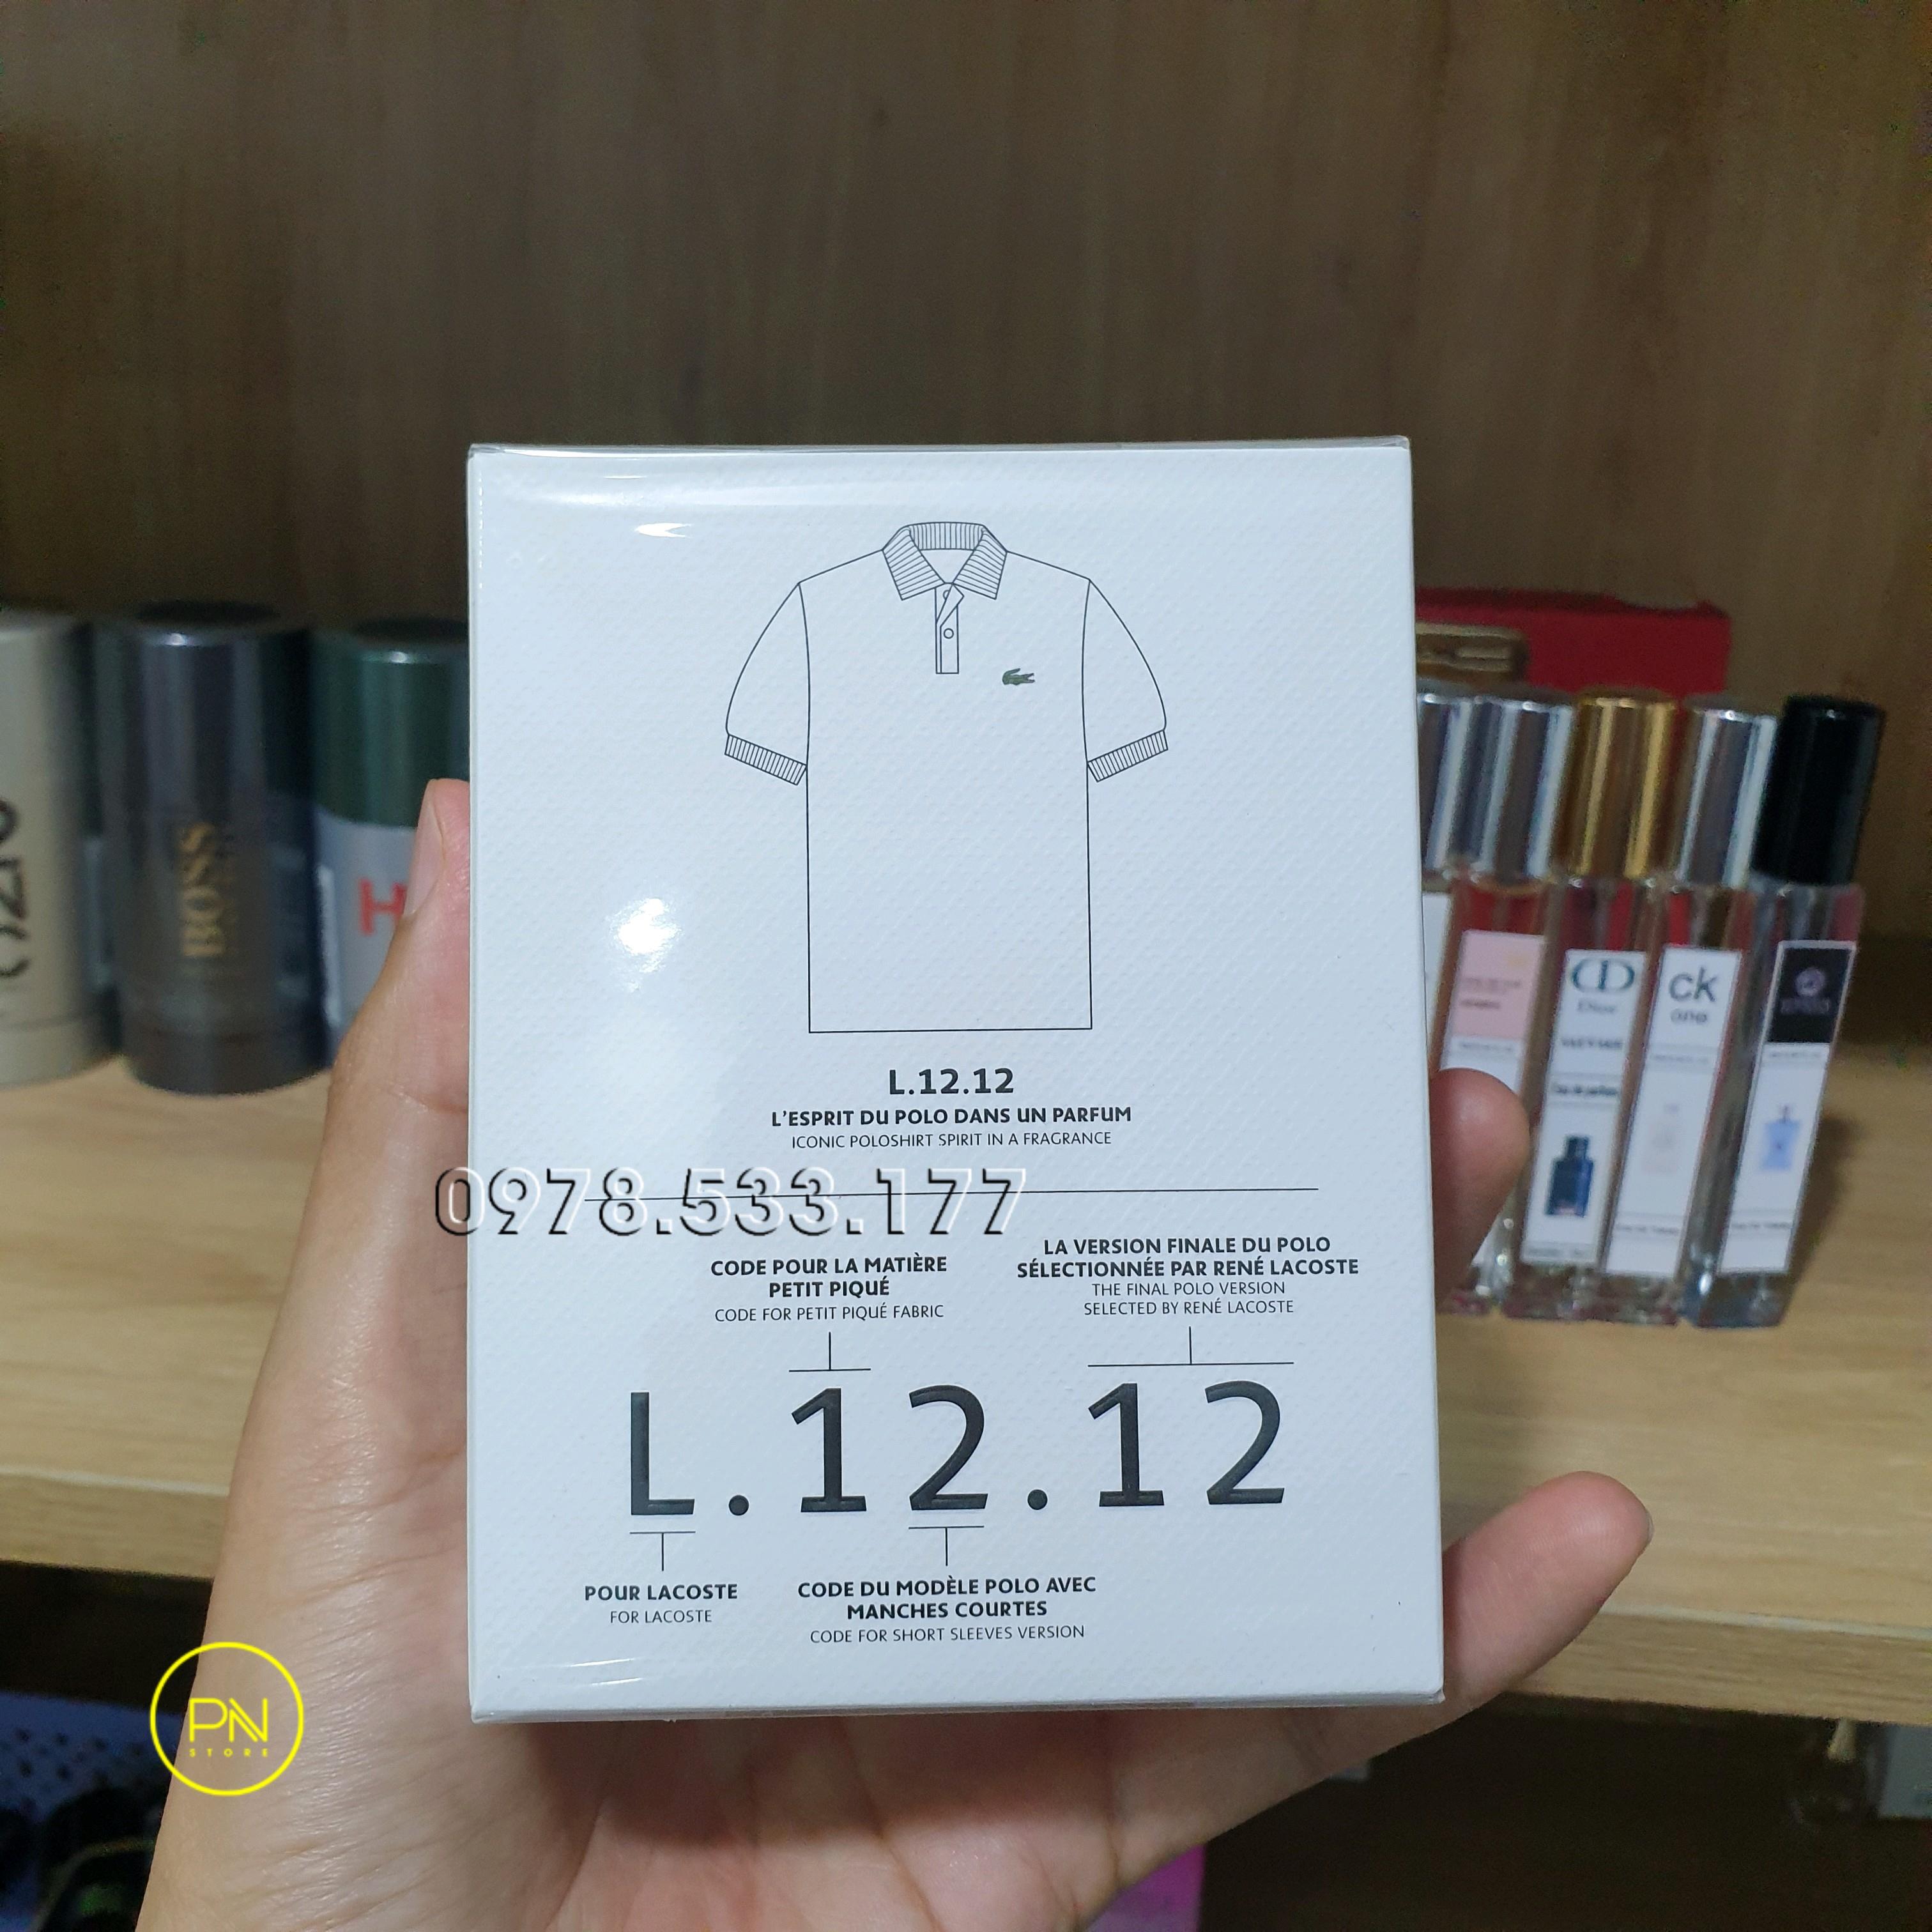 L.12.12
L'ESPRIT DU POLO DANS UN PARFUM
ICONIC POLOSHIRT SPIRIT IN A FRAGRANCE
0978.533.177
CODE POUR LA MATIÈRE
PETIT PIQUÉ
CODE FOR PETIT PIQUÉ FABRIC
LA VERSION FINALE DU POLO
SÉLECTIONNÉE PAR RENÉ LACOSTE
THE FINAL POLO VERSION
SELECTED BY RENÉ LACOSTE
L.12.12
POUR LACOSTE
FOR LACOSTE
CODE DU MODÈLE POLO AVEC
MANCHES COURTES
CODE FOR SHORT SLEEVES VERSION
BOSS
H
CD
Dior
ck
one
PN
STORE